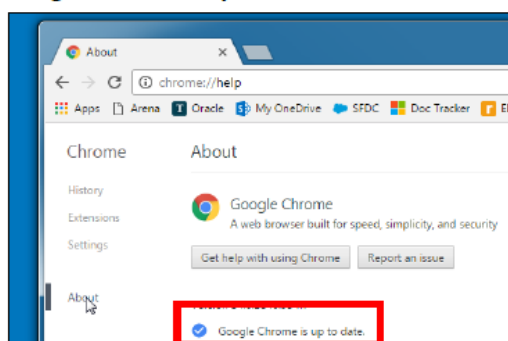 About
chrome://help
Apps Arena Oracle My OneDrive SFDC Doc Tracker
Chrome
About
History
Extensions
Settings
About
Google Chrome
A web browser built for speed, simplicity, and security
Get help with using Chrome Report an issue
Google Chrome is up to date.